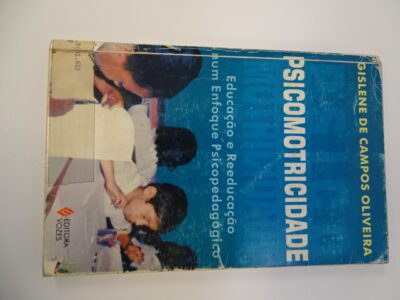 GISLENE DE CAMPOS OLIVEIRA
PSICOMOTRICIDADE
Educação e Reeducação
num Enfoque Psicopedagógico
EDITORA
VOZES